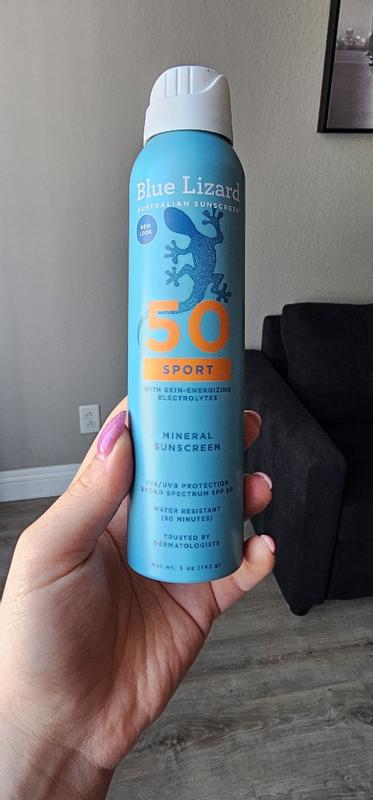 Blue Lizard
AUSTRALIAN SUNSCREEN
NEW
LOOK
50
SPORT
WITH SKIN-ENERGIZING
ELECTROLYTES
MINERAL
SUNSCREEN
UVA/UVB PROTECTION
BROAD SPECTRUM SPF 50
WATER RESISTANT
(80 MINUTES)
TRUSTED BY
DERMATOLOGISTS
Net wt. 5 oz (142 g)